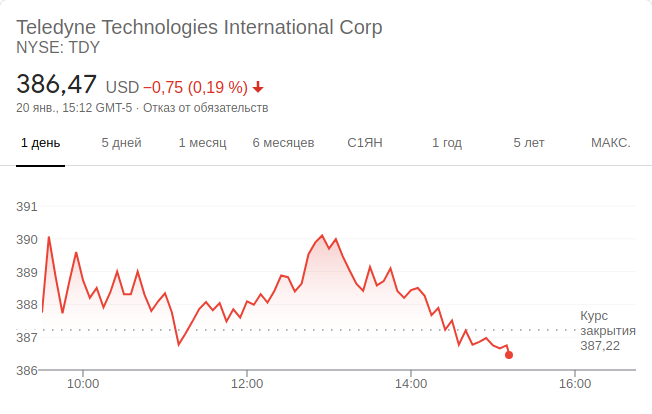 Teledyne Technologies International Corp
NYSE: TDY
386,47 USD −0,75 (0,19 %)
20 янв., 15:12 GMT-5 · Отказ от обязательств
1 день 5 дней 1 месяц 6 месяцев С1ЯН 1 год 5 лет МАКС.
391
390
389
388
387
386
Курс
закрытия
387,22
10:00 12:00 14:00 16:00